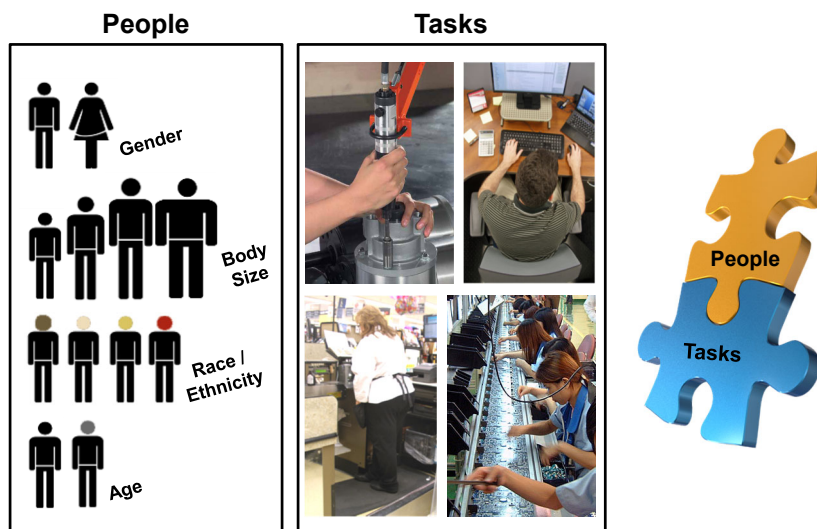 People
Tasks
Gender
Body
Size
Race /
Ethnicity
Age
People
Tasks